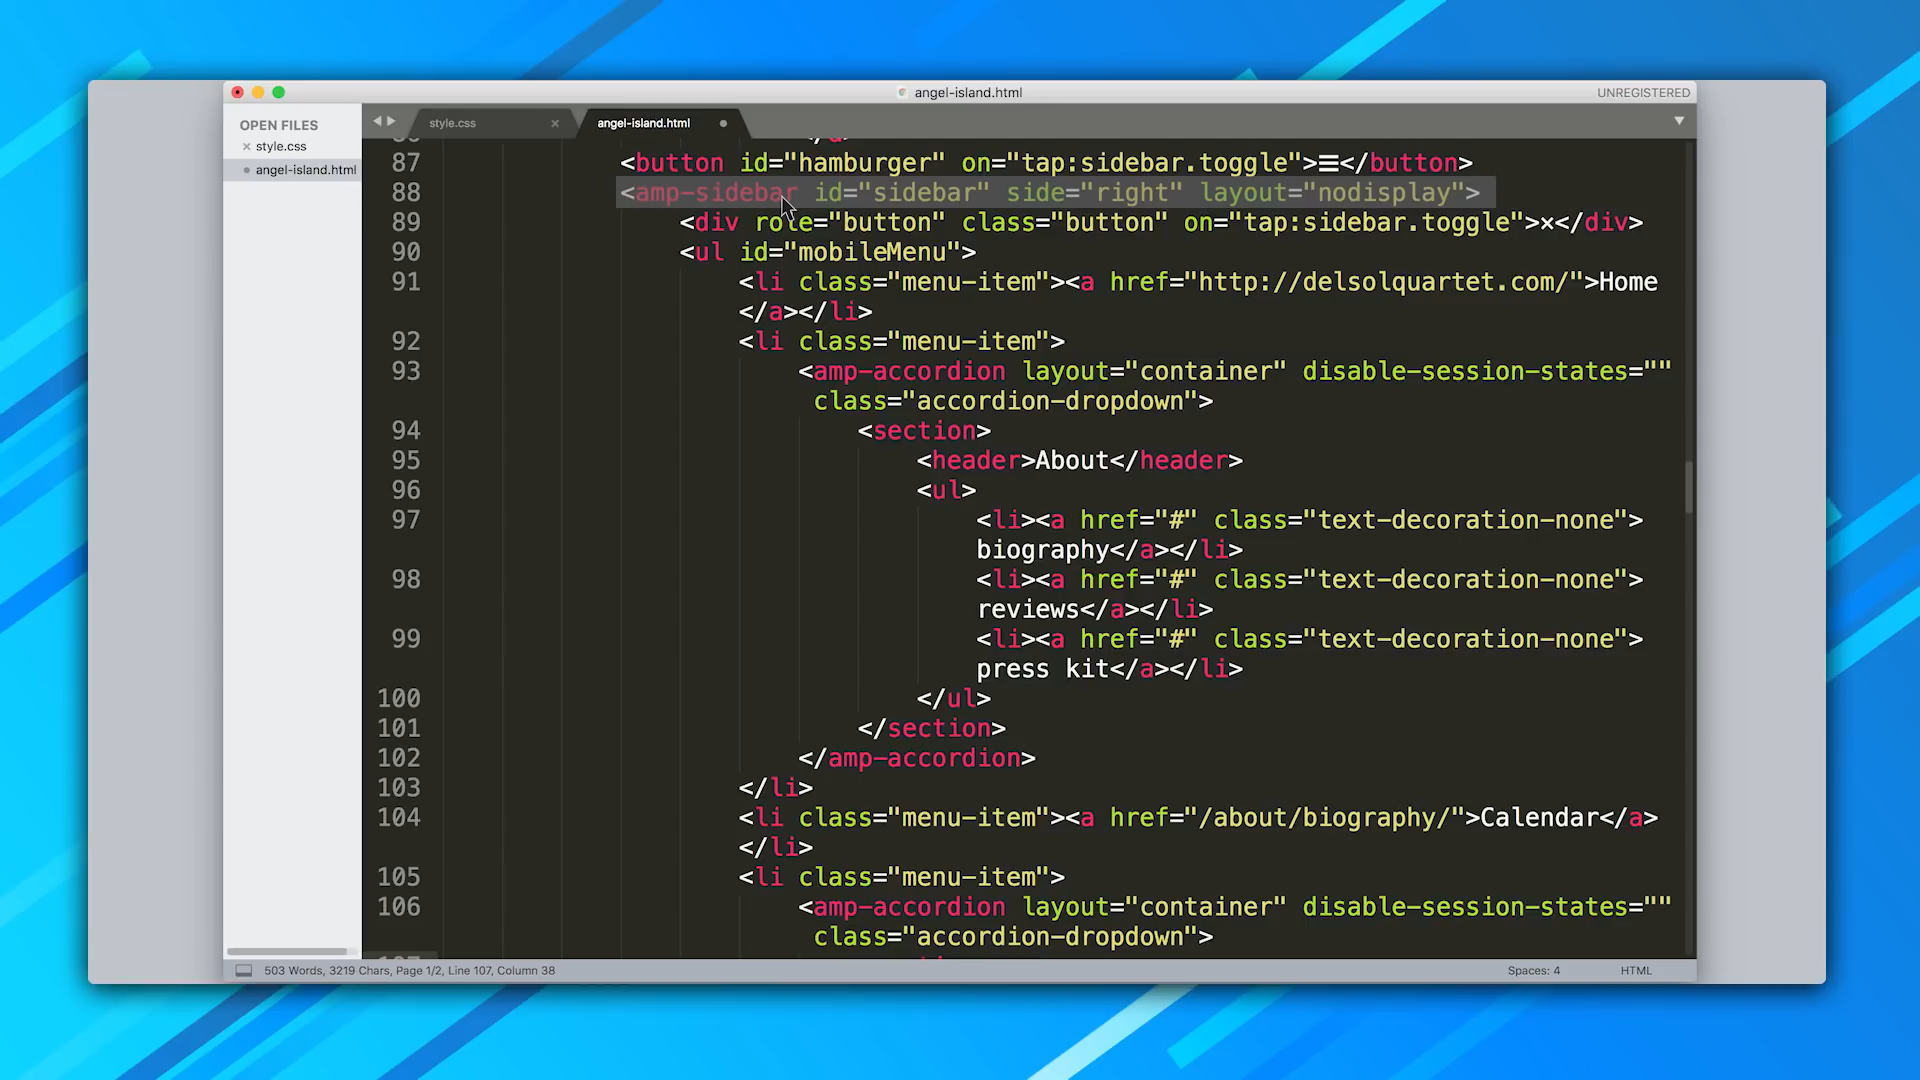 angel-island.html
UNREGISTERED
OPEN FILES
style.css
angel-island.html
style.css
angel-island.html
87 <button id="hamburger" on="tap:sidebar.toggle">☰</button>
88 <amp-sidebar id="sidebar" side="right" layout="nodisplay">
89 <div role="button" class="button" on="tap:sidebar.toggle">×</div>
90 <ul id="mobileMenu">
91 <li class="menu-item"><a href="http://delsolquartet.com/">Home
</a></li>
92 <li class="menu-item">
93 <amp-accordion layout="container" disable-session-states=""
class="accordion-dropdown">
94 <section>
95 <header>About</header>
96 <ul>
97 <li><a href="#" class="text-decoration-none">
biography</a></li>
98 <li><a href="#" class="text-decoration-none">
reviews</a></li>
99 <li><a href="#" class="text-decoration-none">
press kit</a></li>
100 </ul>
101 </section>
102 </amp-accordion>
103 </li>
104 <li class="menu-item"><a href="/about/biography/">Calendar</a>
</li>
105 <li class="menu-item">
106 <amp-accordion layout="container" disable-session-states=""
class="accordion-dropdown">
503 Words, 3219 Chars, Page 1/2, Line 107, Column 38
Spaces: 4
HTML